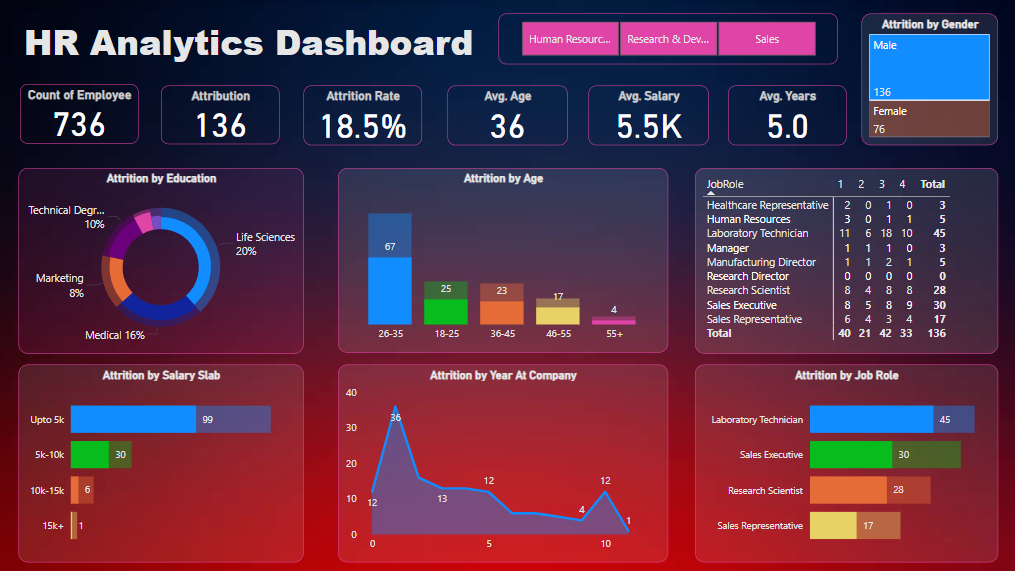 HR Analytics Dashboard
Human Resourc...
Research & Dev...
Sales
Attrition by Gender
Male
136
Female
76
Count of Employee
736
Attribution
136
Attrition Rate
18.5%
Avg. Age
36
Avg. Salary
5.5K
Avg. Years
5.0
Attrition by Education
Technical Degr...
10%
Life Sciences
20%
Marketing
8%
Medical 16%
Attrition by Age
67
25
23
17
4
26-35 18-25 36-45 46-55 55+
JobRole 1 2 3 4 Total
Healthcare Representative 2 0 1 0 3
Human Resources 3 0 1 1 5
Laboratory Technician 11 6 18 10 45
Manager 1 1 1 0 3
Manufacturing Director 1 1 2 1 5
Research Director 0 0 0 0 0
Research Scientist 8 4 8 8 28
Sales Executive 8 5 8 9 30
Sales Representative 6 4 3 4 17
Total 40 21 42 33 136
Attrition by Salary Slab
Upto 5k 99
5k-10k 30
10k-15k 6
15k+ 1
Attrition by Year At Company
40
30
20
10
0
12
36
13
12
4
12
1
0 5 10
Attrition by Job Role
Laboratory Technician 45
Sales Executive 30
Research Scientist 28
Sales Representative 17